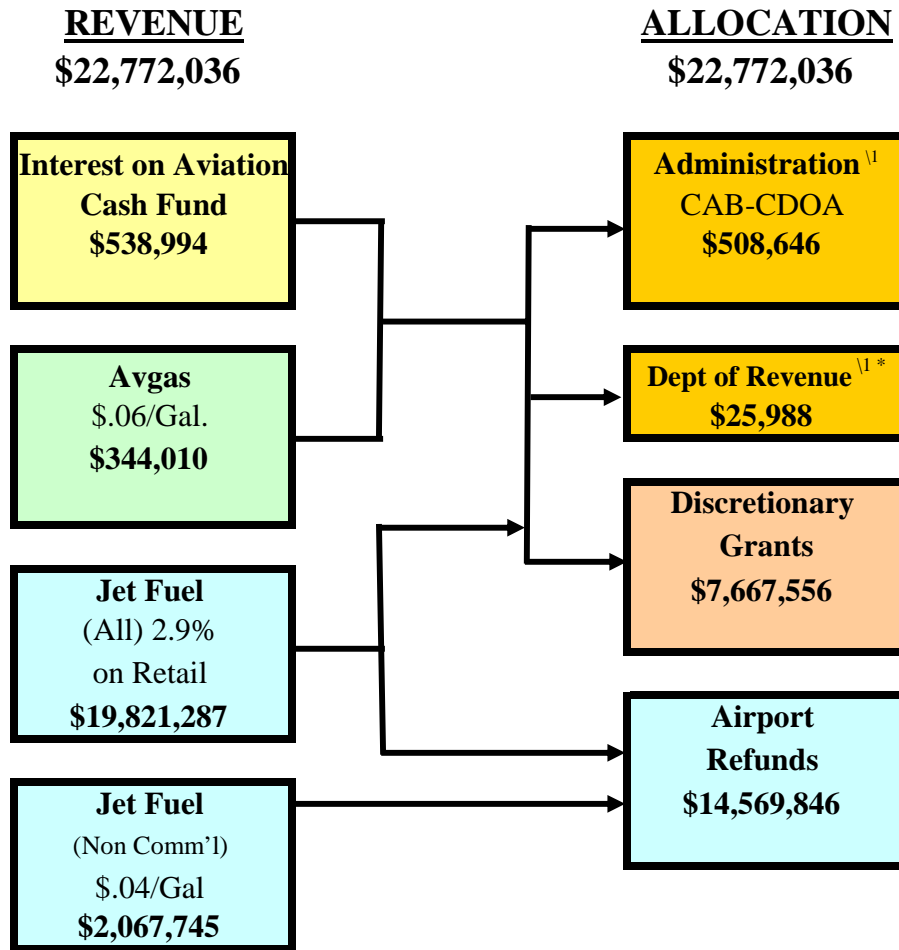 REVENUE
$22,772,036
Interest on Aviation
Cash Fund
$538,994
Avgas
$.06/Gal.
$344,010
Jet Fuel
(All) 2.9%
on Retail
$19,821,287
Jet Fuel
(Non Comm’l)
$.04/Gal
$2,067,745
ALLOCATION
$22,772,036
Administration \1
CAB-CDOA
$508,646
Dept of Revenue \1 *
$25,988
Discretionary
Grants
$7,667,556
Airport
Refunds
$14,569,846